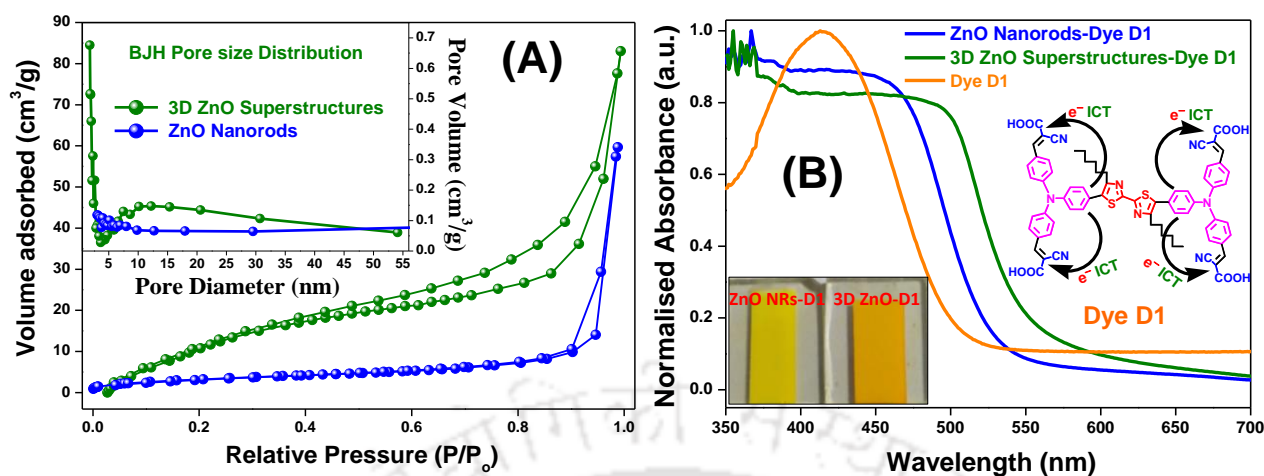 (A)
BJH Pore size Distribution
3D ZnO Superstructures
ZnO Nanorods
Volume adsorbed (cm³/g)
90
80
70
60
50
40
30
20
10
0
0.0 0.2 0.4 0.6 0.8 1.0
Relative Pressure (P/Pₒ)
Pore Volume (cm³/g)
0.7
0.6
0.5
0.4
0.3
0.2
0.1
0.0
5 15 25 35 45 55
Pore Diameter (nm)
(B)
ZnO Nanorods-Dye D1
3D ZnO Superstructures-Dye D1
Dye D1
Normalised Absorbance (a.u.)
1.0
0.8
0.6
0.4
0.2
0.0
350 400 450 500 550 600 650 700
Wavelength (nm)
e⁻ ICT e⁻ ICT
HOOC COOH
CN NC
N S N
N S N
CN NC
HOOC COOH
e⁻ ICT e⁻ ICT
Dye D1
ZnO NRs-D1 3D ZnO-D1